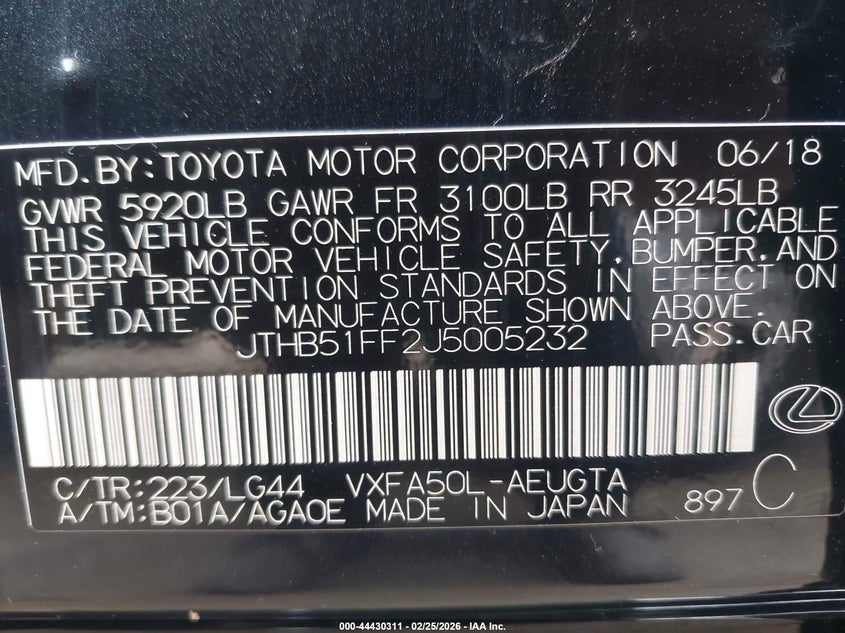 MFD.BY:TOYOTA MOTOR CORPORATION 06/18
GVWR 5920LB GAWR FR 3100LB RR 3245LB
THIS VEHICLE CONFORMS TO ALL APPLICABLE
FEDERAL MOTOR VEHICLE SAFETY,BUMPER,AND
THEFT PREVENTION STANDARDS IN EFFECT ON
THE DATE OF MANUFACTURE SHOWN ABOVE.
JTHB51FF2J5005232 PASS.CAR
C/TR:223/LG44 VXFA50L-AEUGTA
A/TM:B01A/AGA0E MADE IN JAPAN 897 C
000-44430311 - 02/25/2026 - IAA Inc.